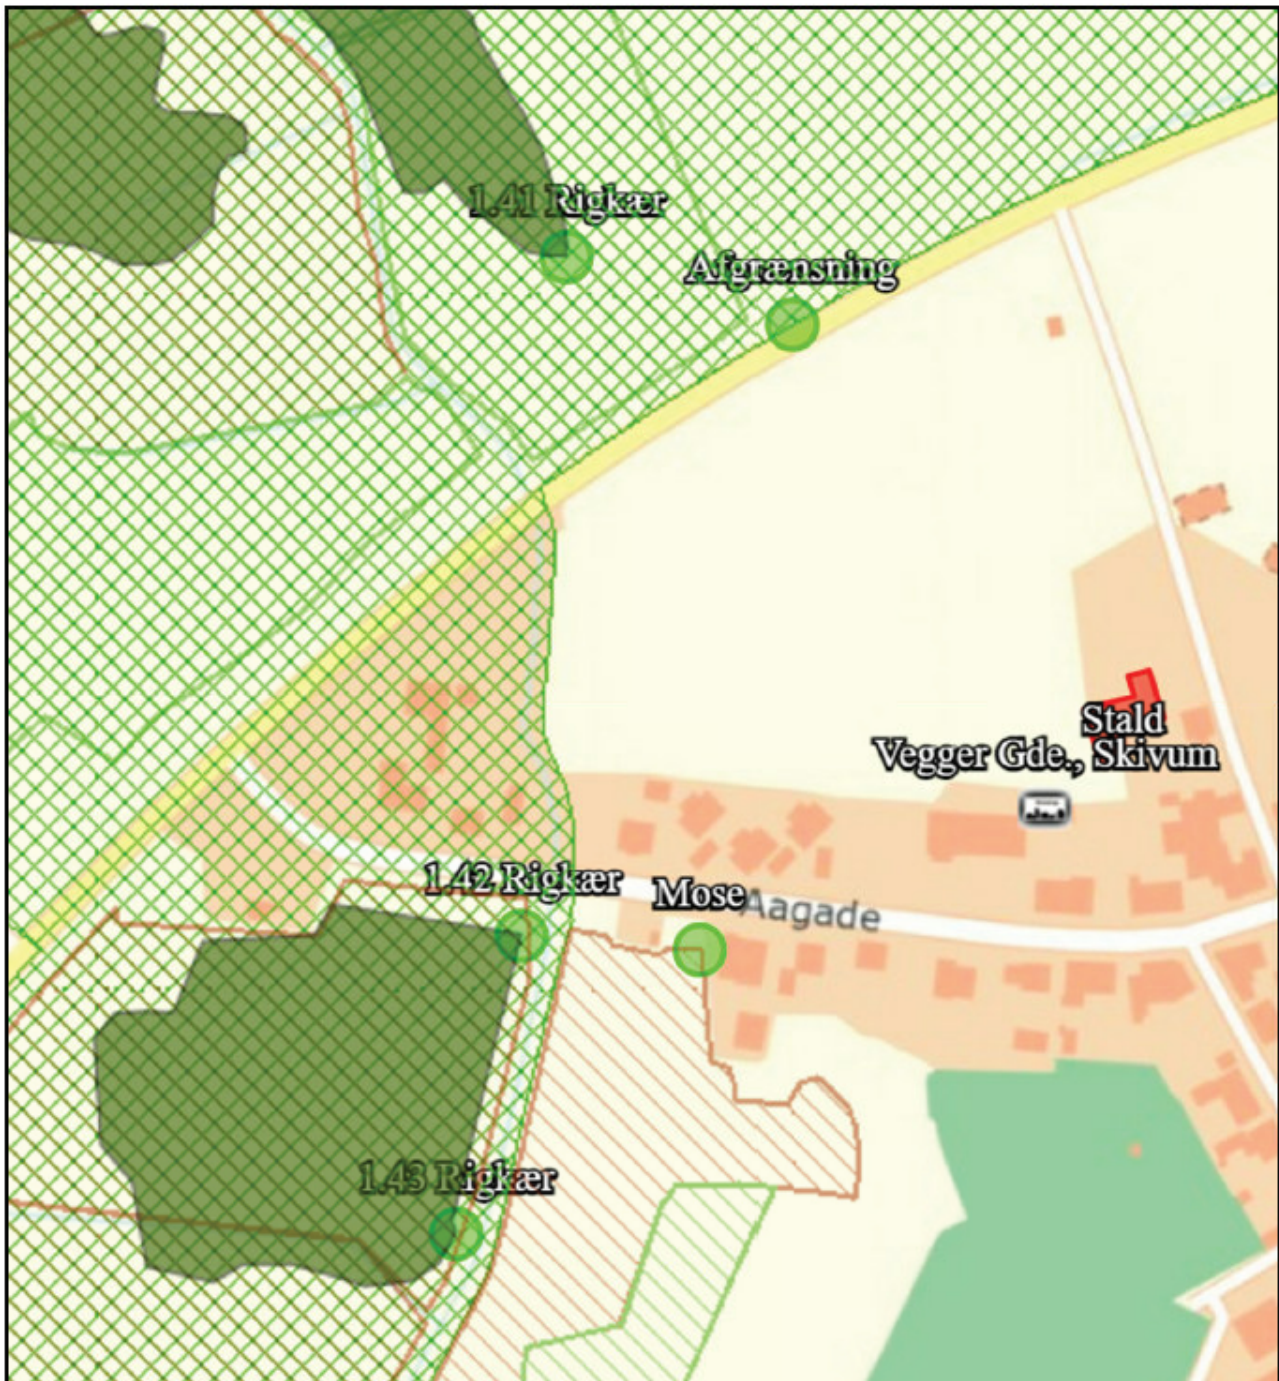 1.41 Rigkær
Afgrænsning
Stald
Vegger Gde., Skivum
1.42 Rigkær
Mose
Aagade
1.43 Rigkær